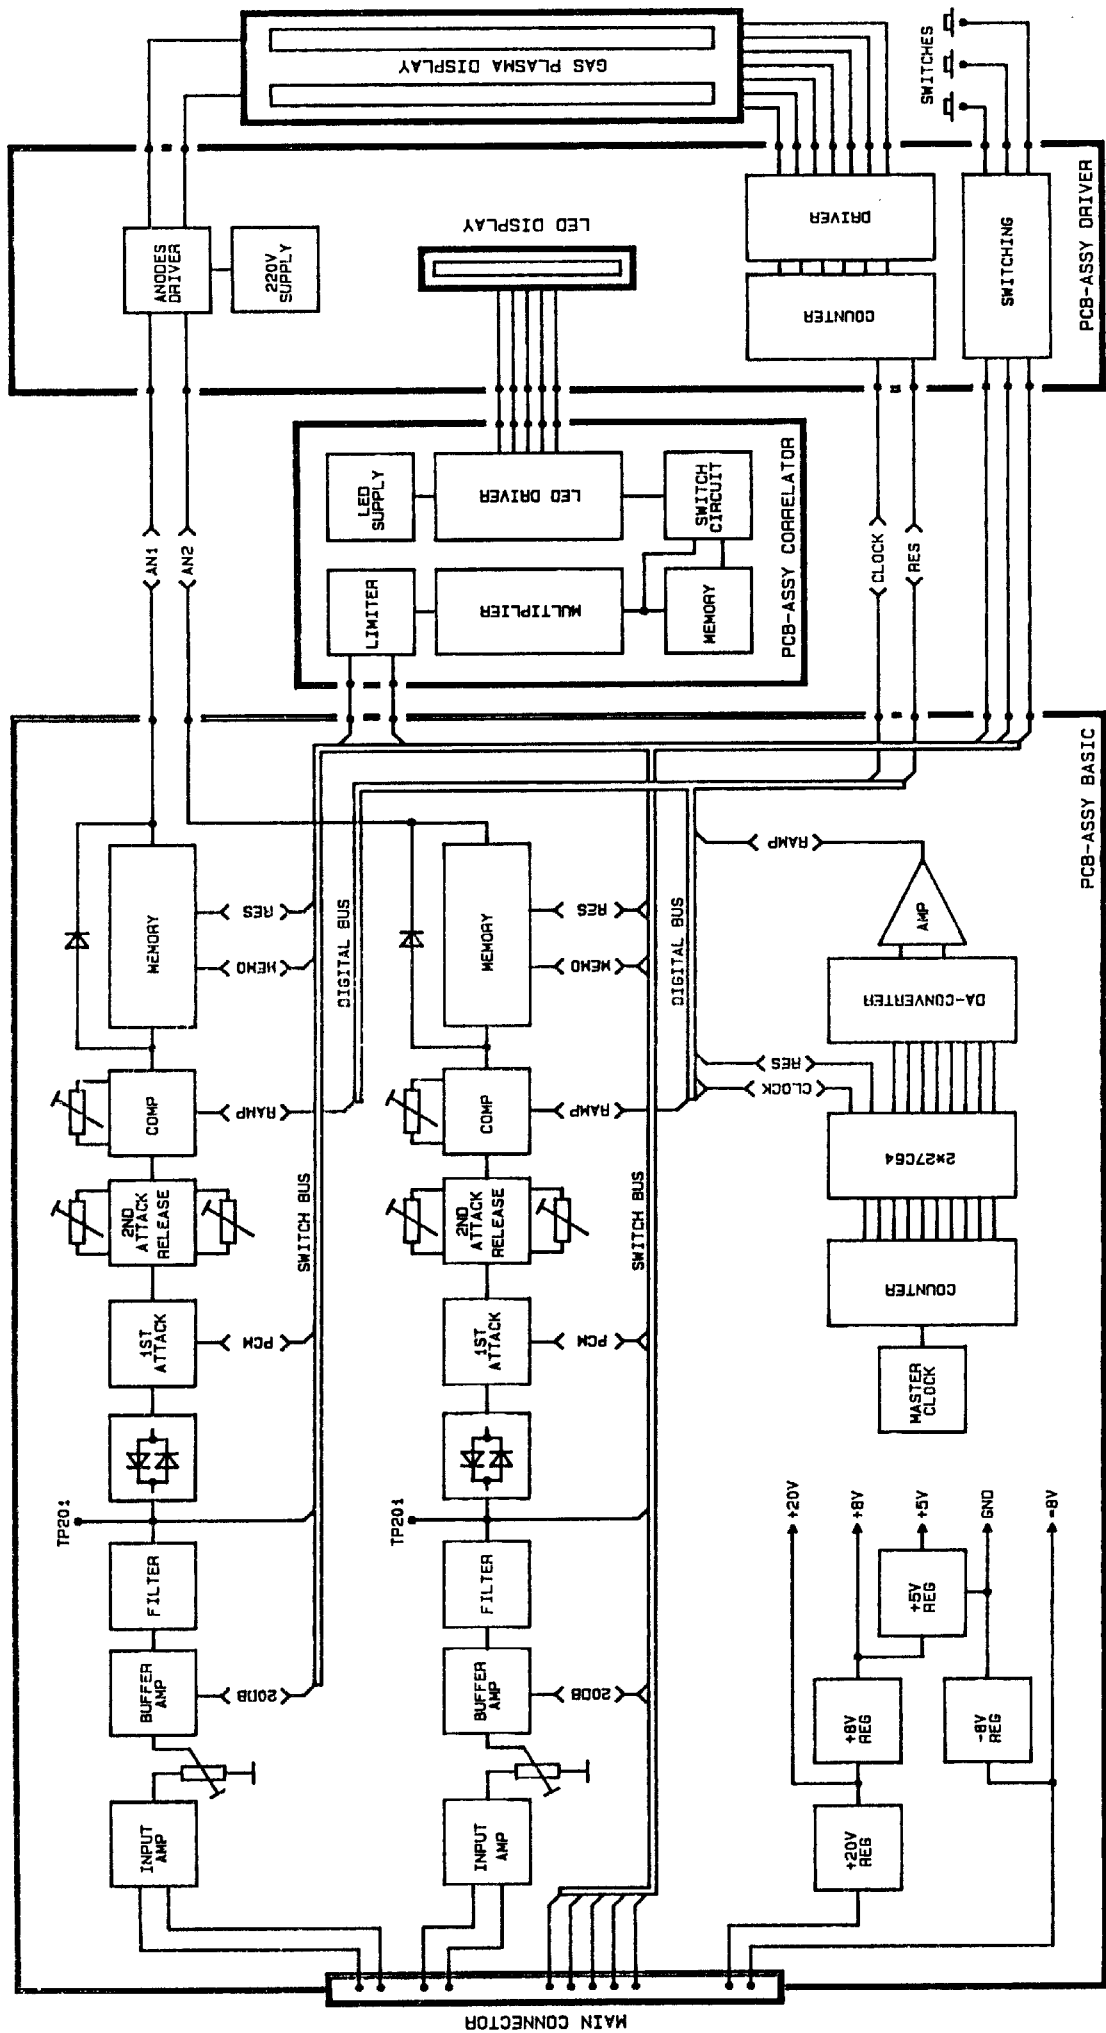 GAS PLASMA DISPLAY
SWITCHES
ANODES
DRIVER
220V
SUPPLY
LED DISPLAY
DRIVER
COUNTER
SWITCHING
PCB-ASSY DRIVER
AN1
AN2
LED
SUPPLY
LED DRIVER
SWITCH
CIRCUIT
LIMITER
MULTIPLIER
MEMORY
PCB-ASSY CORRELATOR
CLOCK
RES
PCB-ASSY BASIC
MEMORY
RES
MEMO
DIGITAL BUS
COMP
RAMP
2ND
ATTACK
RELEASE
SWITCH BUS
1ST
ATTACK
PCM
TP201
FILTER
BUFFER
AMP
20DB
INPUT
AMP
MEMORY
RES
MEMO
DIGITAL BUS
COMP
RAMP
2ND
ATTACK
RELEASE
SWITCH BUS
1ST
ATTACK
PCM
TP201
FILTER
BUFFER
AMP
20DB
INPUT
AMP
RAMP
AMP
DA-CONVERTER
RES
CLOCK
2*27C64
COUNTER
MASTER
CLOCK
+20V
+8V
+5V
GND
-8V
+5V
REG
+8V
REG
-8V
REG
+20V
REG
MAIN CONNECTOR